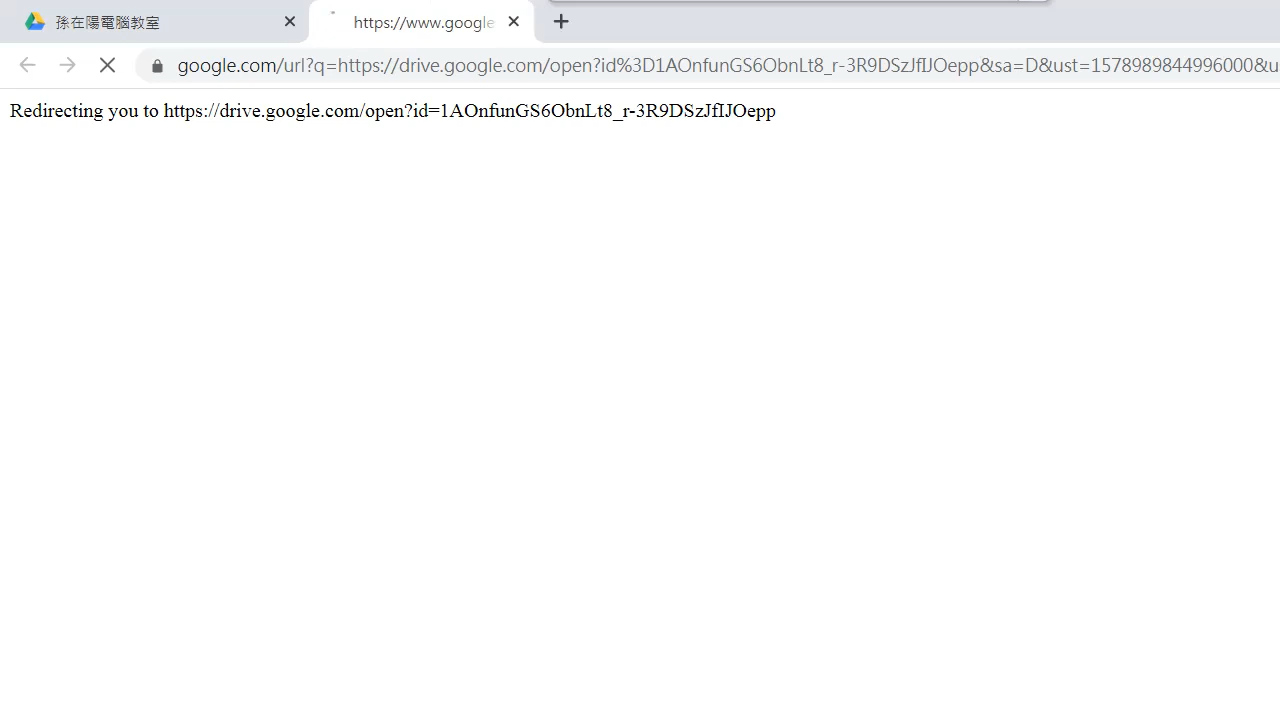 孫在陽電腦教室
https://www.google
google.com/url?q=https://drive.google.com/open?id%3D1AOnfunGS6ObnLt8_r-3R9DSzJfIJOepp&sa=D&ust=1578989844996000&u
Redirecting you to https://drive.google.com/open?id=1AOnfunGS6ObnLt8_r-3R9DSzJfIJOepp